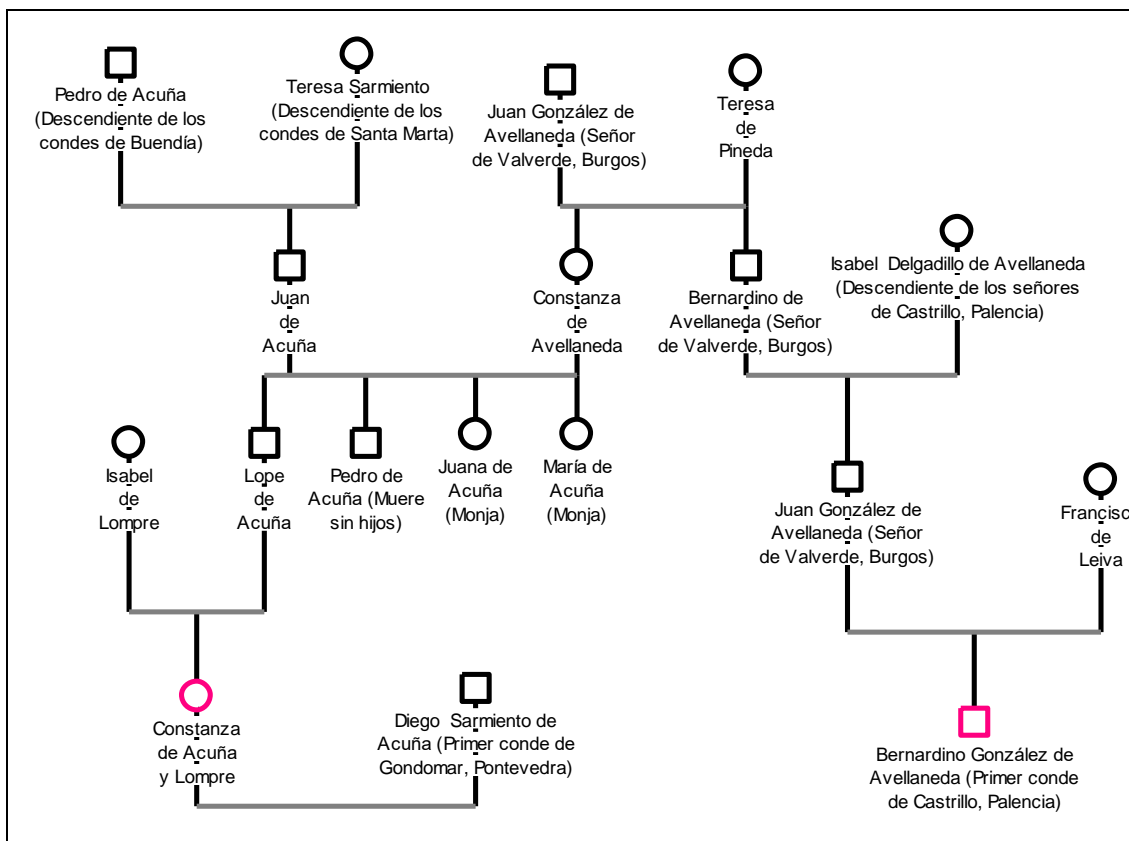 Pedro de Acuña
(Descendiente de los
condes de Buendía)
Teresa Sarmiento
(Descendiente de los
condes de Santa Marta)
Juan González de
Avellaneda (Señor
de Valverde, Burgos)
Teresa
de
Pineda
Juan
de
Acuña
Constanza
de
Avellaneda
Bernardino de
Avellaneda (Señor
de Valverde, Burgos)
Isabel Delgadillo de Avellaneda
(Descendiente de los señores
de Castrillo, Palencia)
Isabel
de
Lompre
Lope
de
Acuña
Pedro de
Acuña (Muere
sin hijos)
Juana de
Acuña
(Monja)
María de
Acuña
(Monja)
Juan González de
Avellaneda (Señor
de Valverde, Burgos)
Francisc
de
Leiva
Constanza
de Acuña
y Lompre
Diego Sarmiento de
Acuña (Primer conde de
Gondomar, Pontevedra)
Bernardino González de
Avellaneda (Primer conde
de Castrillo, Palencia)